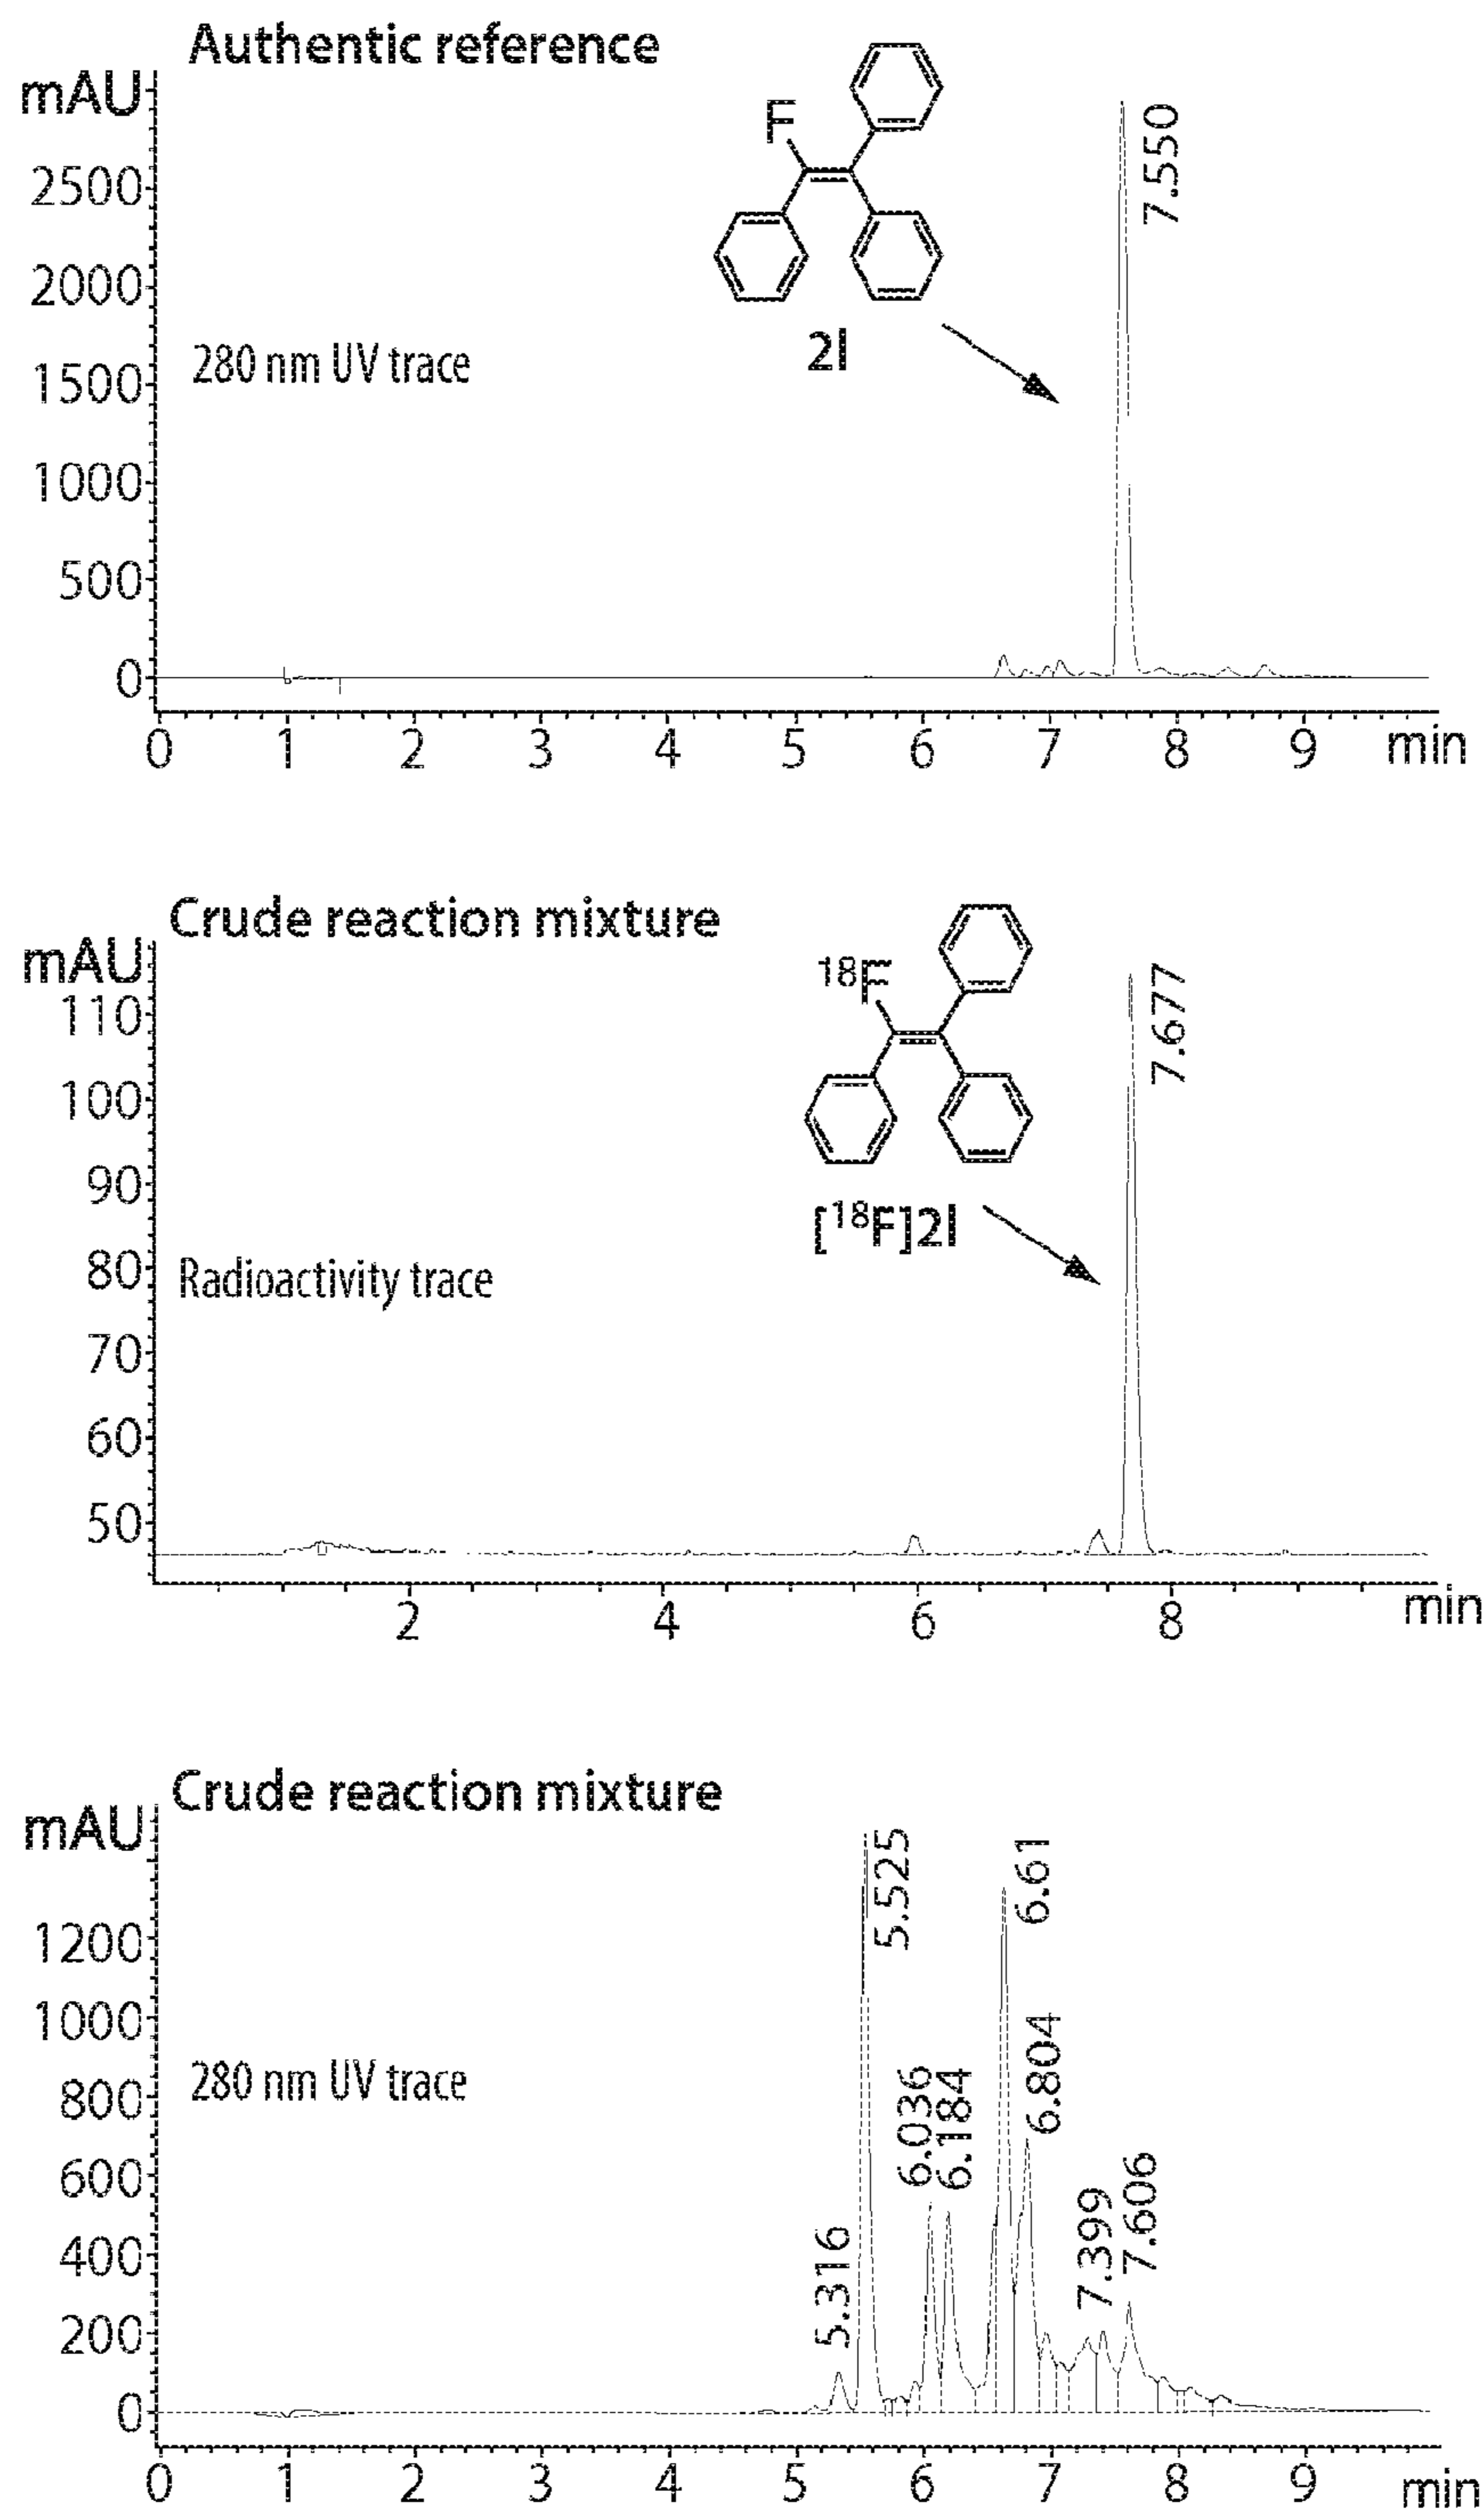 Authentic reference
mAU
F
7.550
2500
2000
280 nm UV trace
2l
1500
1000
500
0
0 1 2 3 4 5 6 7 8 9 min
Crude reaction mixture
mAU
18F
7.677
110
100
90
[18F]2l
80
Radioactivity trace
70
60
50
2 4 6 8 min
Crude reaction mixture
mAU
5.525
6.61
1200
1000
6.804
800
280 nm UV trace
6.036
6.184
600
7.399
7.606
400
5.316
200
0
0 1 2 3 4 5 6 7 8 9 min